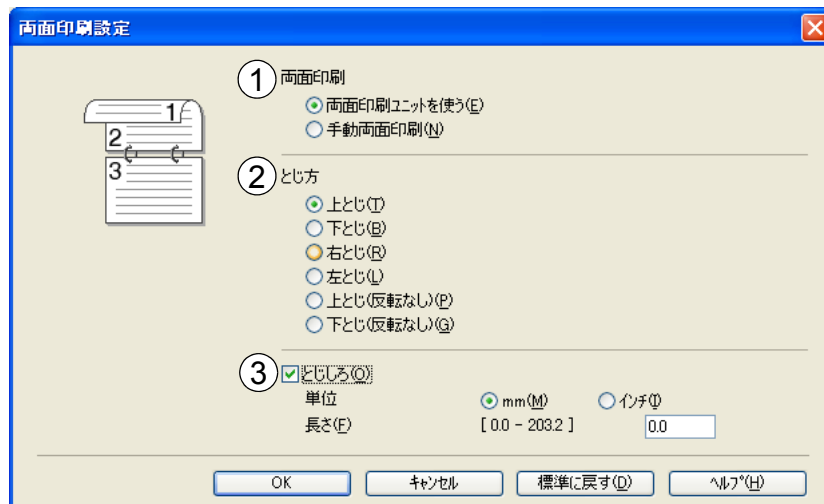 両面印刷設定
1
2
3
① 両面印刷
両面印刷ユニットを使う(E)
手動両面印刷(N)
② とじ方
上とじ(T)
下とじ(B)
右とじ(R)
左とじ(L)
上とじ(反転なし)(P)
下とじ(反転なし)(G)
③ とじしろ(O)
単位 mm(M) インチ(I)
長さ(F) [ 0.0 - 203.2 ] 0.0
OK キャンセル 標準に戻す(D) ヘルプ(H)